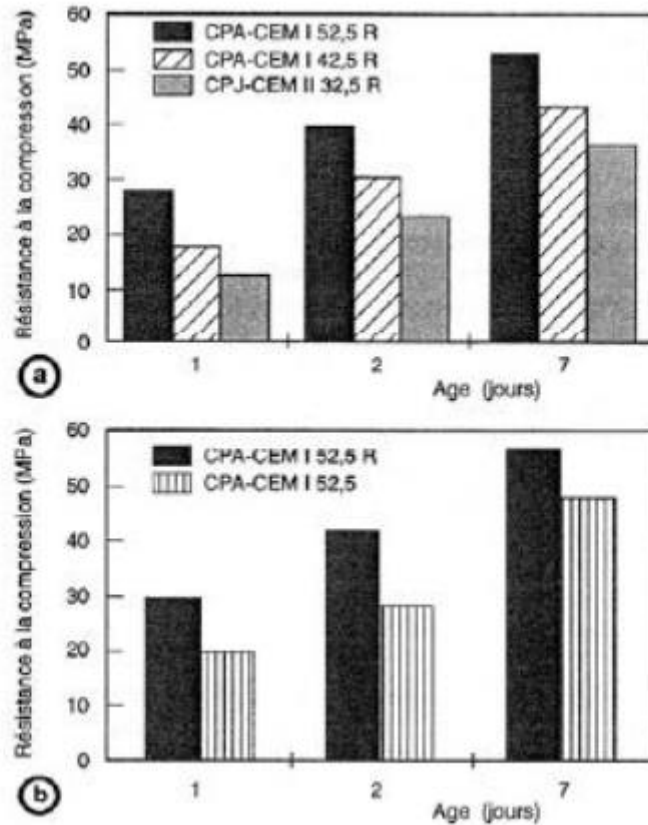 Résistance à la compression (MPa)
60
50
40
30
20
10
0
CPA-CEM I 52,5 R
CPA-CEM I 42,5 R
CPJ-CEM II 32,5 R
1
2
7
Age (jours)
a
Résistance à la compression (MPa)
60
50
40
30
20
10
0
CPA-CEM I 52,5 R
CPA-CEM I 52,5
1
2
7
Age (jours)
b